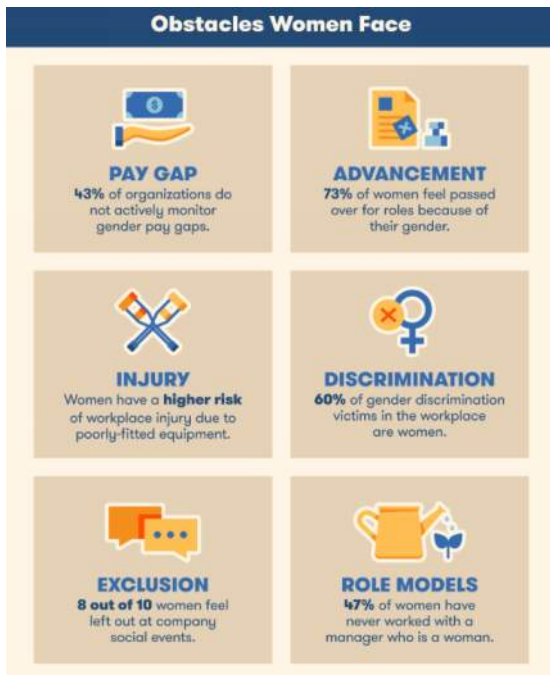 Obstacles Women Face
PAY GAP
43% of organizations do
not actively monitor
gender pay gaps.
ADVANCEMENT
73% of women feel passed
over for roles because of
their gender.
INJURY
Women have a higher risk
of workplace injury due to
poorly-fitted equipment.
DISCRIMINATION
60% of gender discrimination
victims in the workplace
are women.
EXCLUSION
8 out of 10 women feel
left out at company
social events.
ROLE MODELS
47% of women have
never worked with a
manager who is a woman.